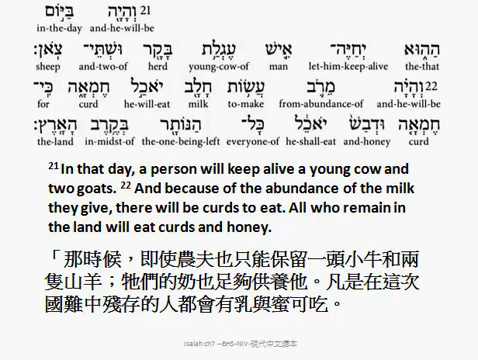 21 וְהָיָ֖ה בַּיּ֣וֹם
in-the-day and-he-will-be
הַה֑וּא יְחַיֶּה־ אִ֛ישׁ עֶגְלַ֥ת בָּקָ֖ר וּשְׁתֵּי־ צֹֽאן׃
sheep and-two-of herd young-cow-of man let-him-keep-alive the-that
22 וְהָיָ֗ה מֵרֹ֛ב עֲשׂ֥וֹת חָלָ֖ב יֹאכַ֣ל חֶמְאָ֑ה כִּֽי־
for curd he-will-eat milk to-make from-abundance-of and-he-will-be
חֶמְאָ֤ה וּדְבַשׁ֙ יֹאכֵ֔ל כָּל־ הַנּוֹתָ֖ר בְּקֶ֥רֶב הָאָֽרֶץ׃
the-land in-midst-of the-one-being-left everyone-of he-shall-eat and-honey curd
21 In that day, a person will keep alive a young cow and
two goats. 22 And because of the abundance of the milk
they give, there will be curds to eat. All who remain in
the land will eat curds and honey.
「那時候，即使農夫也只能保留一頭小牛和兩
隻山羊；牠們的奶也足夠供養他。凡是在這次
國難中殘存的人都會有乳與蜜可吃。
Isaiah ch7 --BHS-NIV-現代中文譯本